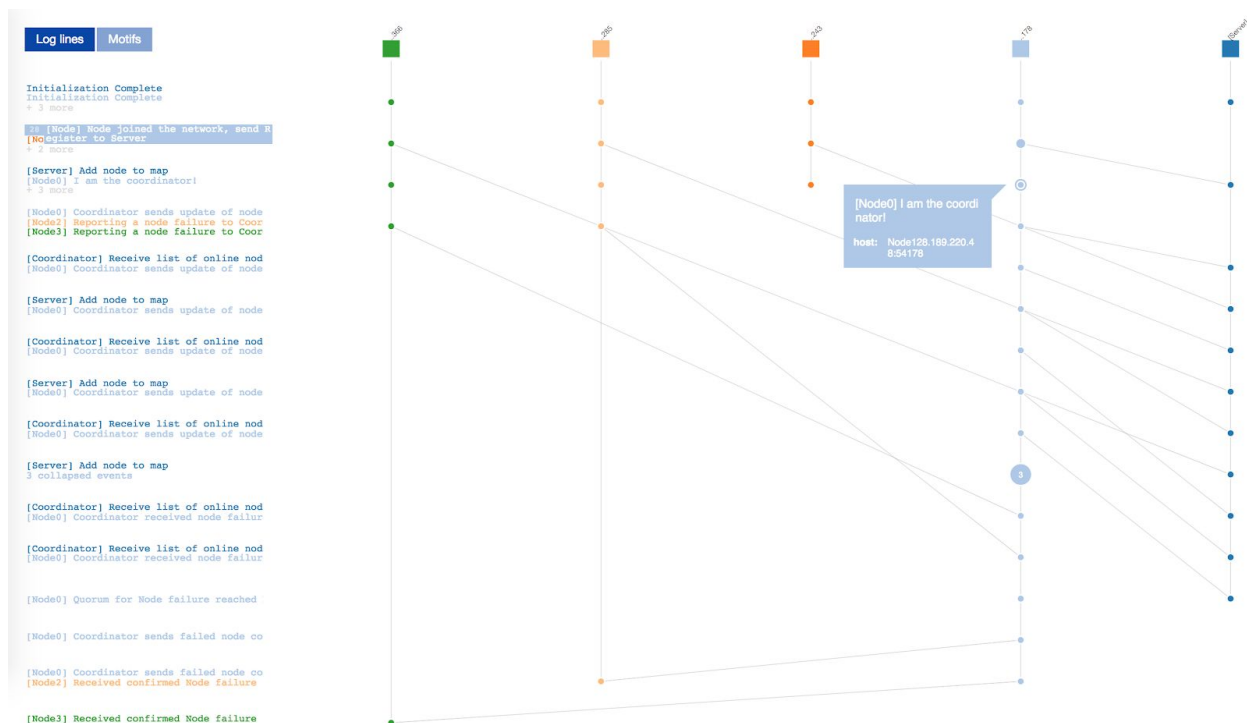 Log lines
Motifs
...366
...285
...243
...178
[Server]
Initialization Complete
Initialization Complete
+ 3 more
28 [Node] Node joined the network, send R
[No
egister to Server
+ 2 more
[Server] Add node to map
[Node0] I am the coordinator!
+ 3 more
[Node0] Coordinator sends update of node
[Node2] Reporting a node failure to Coor
[Node3] Reporting a node failure to Coor
[Coordinator] Receive list of online nod
[Node0] Coordinator sends update of node
[Server] Add node to map
[Node0] Coordinator sends update of node
[Coordinator] Receive list of online nod
[Node0] Coordinator sends update of node
[Server] Add node to map
[Node0] Coordinator sends update of node
[Coordinator] Receive list of online nod
[Node0] Coordinator sends update of node
[Server] Add node to map
3 collapsed events
[Coordinator] Receive list of online nod
[Node0] Coordinator received node failur
[Coordinator] Receive list of online nod
[Node0] Coordinator received node failur
[Node0] Quorum for Node failure reached
[Node0] Coordinator sends failed node co
[Node0] Coordinator sends failed node co
[Node2] Received confirmed Node failure
[Node3] Received confirmed Node failure
[Node0] I am the coordi
nator!
host: Node128.189.220.4
8:54178
3